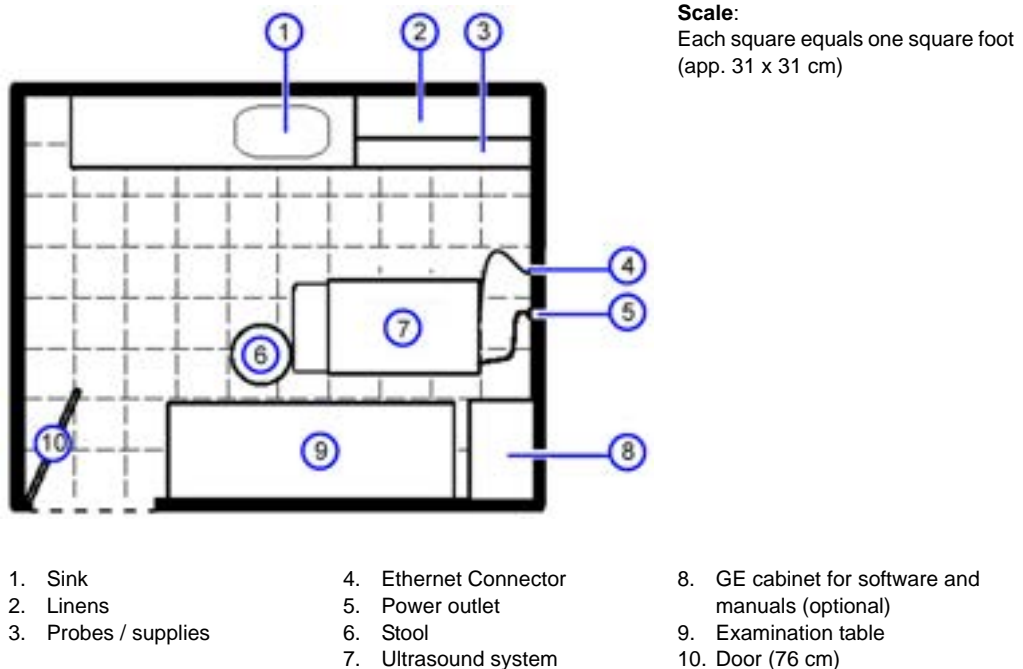 1
2
3
Scale:
Each square equals one square foot
(app. 31 x 31 cm)
4
5
6
7
8
9
10
1. Sink
2. Linens
3. Probes / supplies
4. Ethernet Connector
5. Power outlet
6. Stool
7. Ultrasound system
8. GE cabinet for software and
manuals (optional)
9. Examination table
10. Door (76 cm)